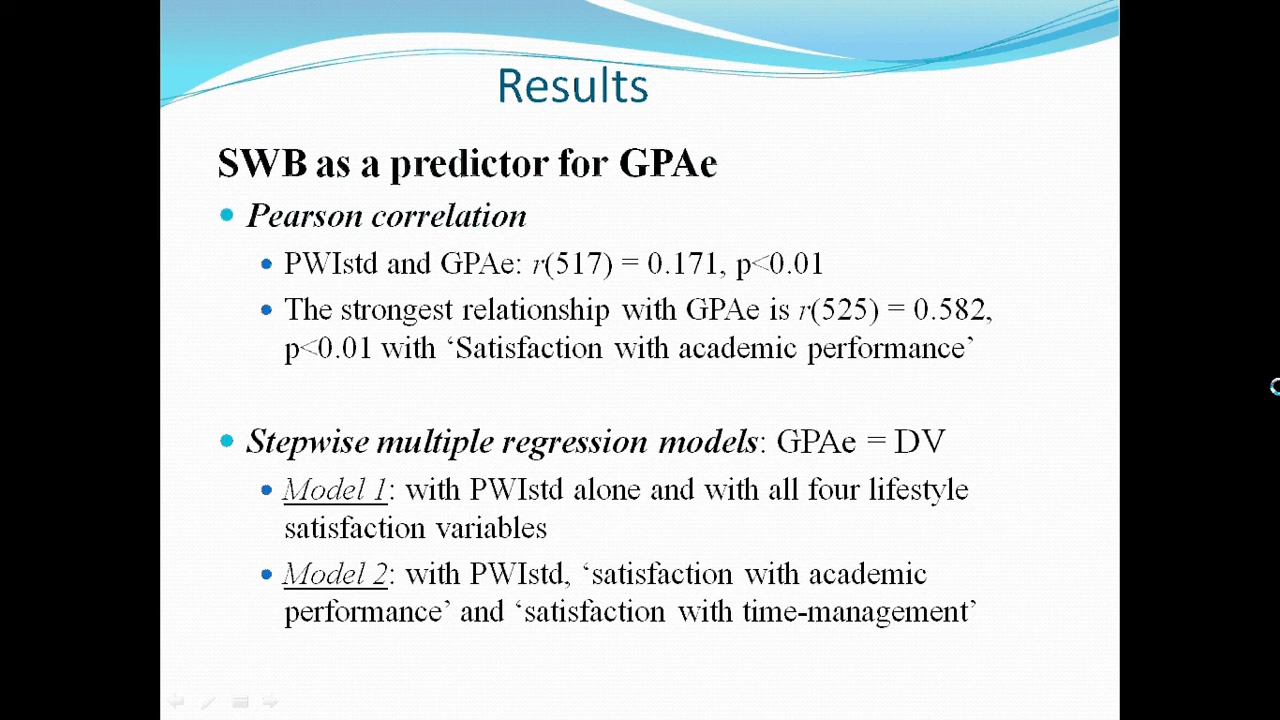 Results
SWB as a predictor for GPAe
Pearson correlation
PWIstd and GPAe: r(517) = 0.171, p<0.01
The strongest relationship with GPAe is r(525) = 0.582,
p<0.01 with ‘Satisfaction with academic performance’
Stepwise multiple regression models: GPAe = DV
Model 1: with PWIstd alone and with all four lifestyle
satisfaction variables
Model 2: with PWIstd, ‘satisfaction with academic
performance’ and ‘satisfaction with time-management’